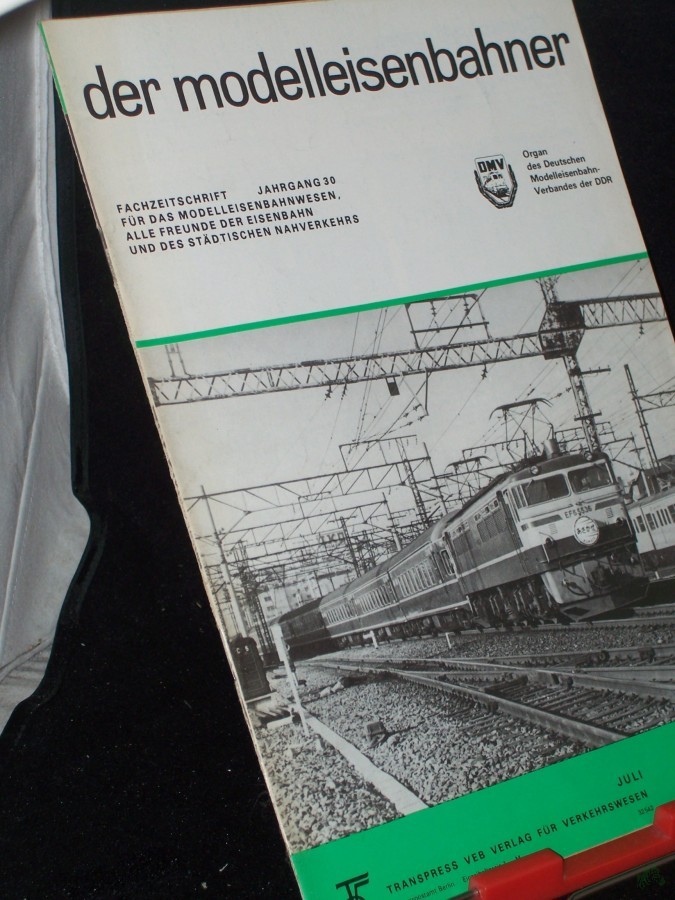 der modelleisenbahner
FACHZEITSCHRIFT JAHRGANG 30
FÜR DAS MODELLEISENBAHNWESEN,
ALLE FREUNDE DER EISENBAHN
UND DES STÄDTISCHEN NAHVERKEHRS
DMV
Organ
des Deutschen
Modelleisenbahn-
Verbandes der DDR
JULI
TRANSPRESS VEB VERLAG FÜR VERKEHRSWESEN